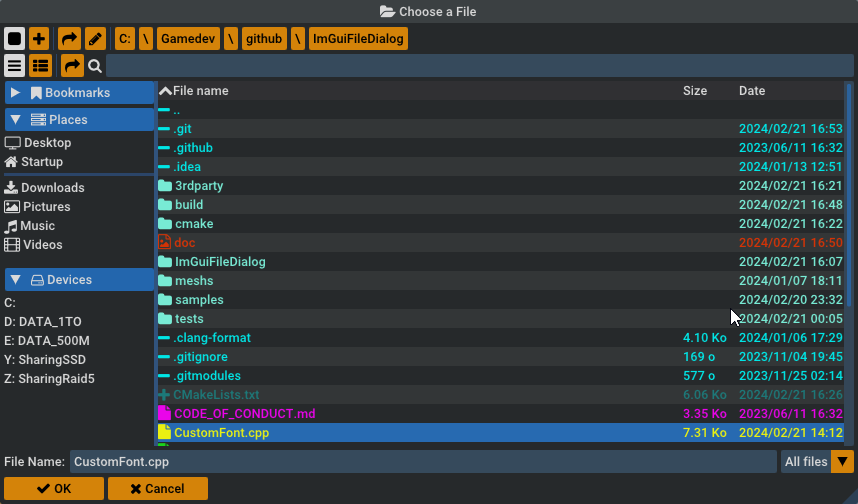 Choose a File
C: \ Gamedev \ github \ ImGuiFileDialog
Bookmarks
Places
Desktop
Startup
Downloads
Pictures
Music
Videos
Devices
C:
D: DATA_1TO
E: DATA_500M
Y: SharingSSD
Z: SharingRaid5
File name Size Date
..
.git 2024/02/21 16:53
.github 2023/06/11 16:32
.idea 2024/01/13 12:51
3rdparty 2024/02/21 16:21
build 2024/02/21 16:48
cmake 2024/02/21 16:22
doc 2024/02/21 16:50
ImGuiFileDialog 2024/02/21 16:07
meshs 2024/01/07 18:11
samples 2024/02/20 23:32
tests 2024/02/21 00:05
.clang-format 4.10 Ko 2024/01/06 17:29
.gitignore 169 o 2023/11/04 19:45
.gitmodules 577 o 2023/11/25 02:14
CMakeLists.txt 6.06 Ko 2024/02/21 16:26
CODE_OF_CONDUCT.md 3.35 Ko 2023/06/11 16:32
CustomFont.cpp 7.31 Ko 2024/02/21 14:12
File Name: CustomFont.cpp All files
OK Cancel